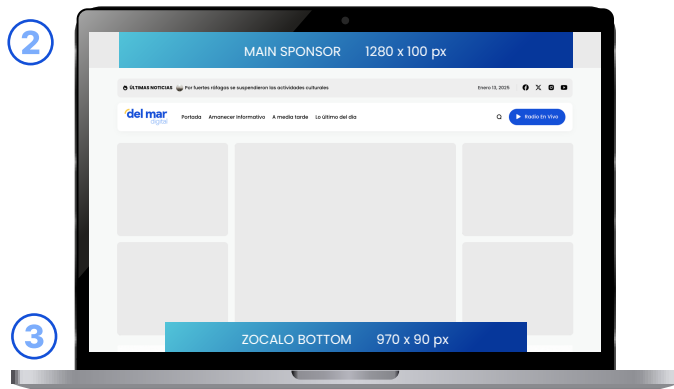 2
MAIN SPONSOR 1280 x 100 px
ÚLTIMAS NOTICIAS Por fuertes ráfagas se suspendieron las actividades culturales Enero 13, 2025
del mar
digital
Portada Amanecer Informativo A media tarde Lo último del día
Radio En Vivo
3
ZOCALO BOTTOM 970 x 90 px